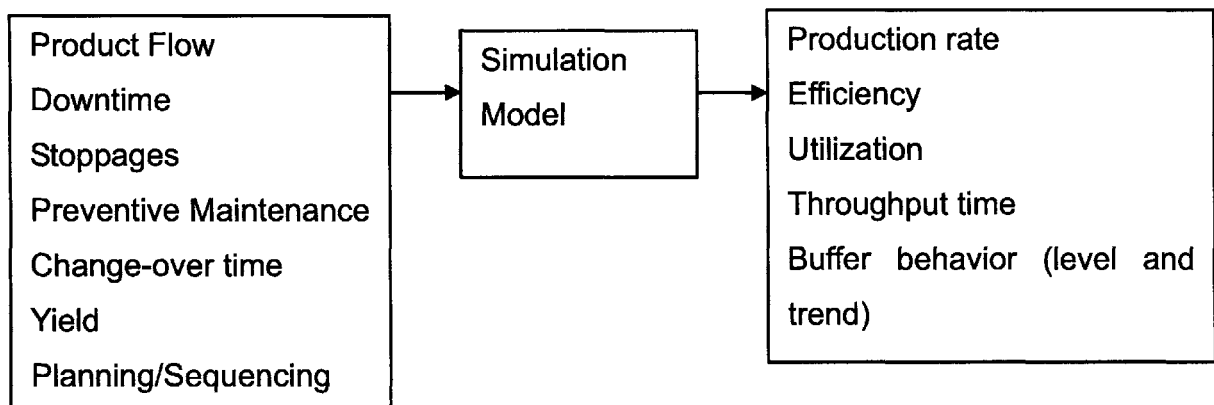 Product Flow
Downtime
Stoppages
Preventive Maintenance
Change-over time
Yield
Planning/Sequencing
Simulation
Model
Production rate
Efficiency
Utilization
Throughput time
Buffer behavior (level and
trend)